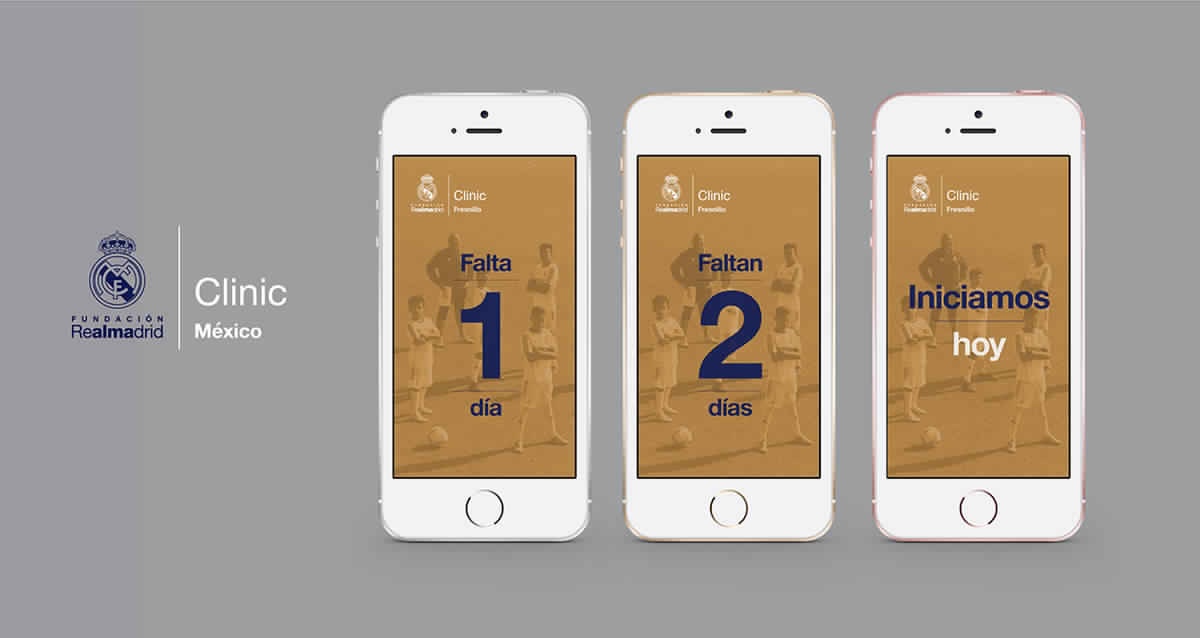 FUNDACIÓN
Realmadrid
Clinic
México
FUNDACIÓN
Realmadrid
Clinic
Fresnillo
Falta
1
día
FUNDACIÓN
Realmadrid
Clinic
Fresnillo
Faltan
2
días
FUNDACIÓN
Realmadrid
Clinic
Fresnillo
Iniciamos
hoy